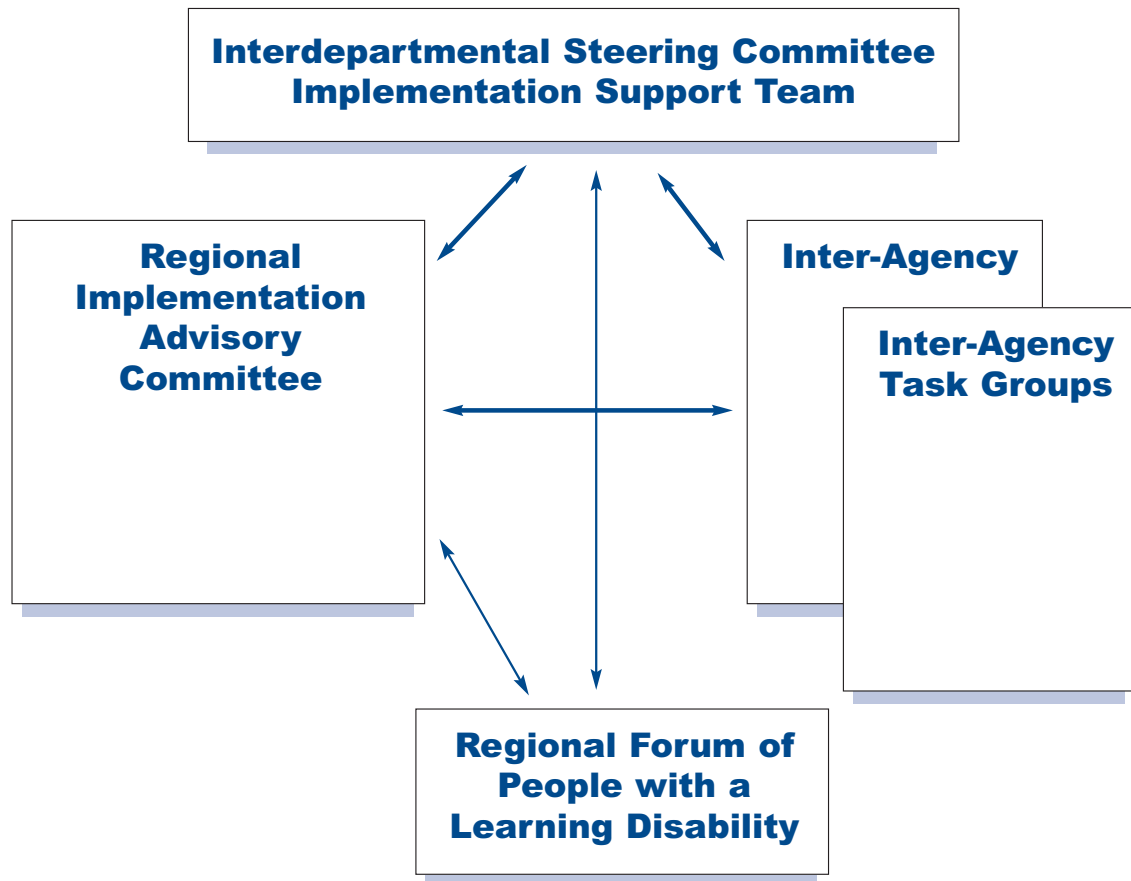 Interdepartmental Steering Committee
Implementation Support Team
Regional
Implementation
Advisory
Committee
Inter-Agency
Inter-Agency
Task Groups
Regional Forum of
People with a
Learning Disability